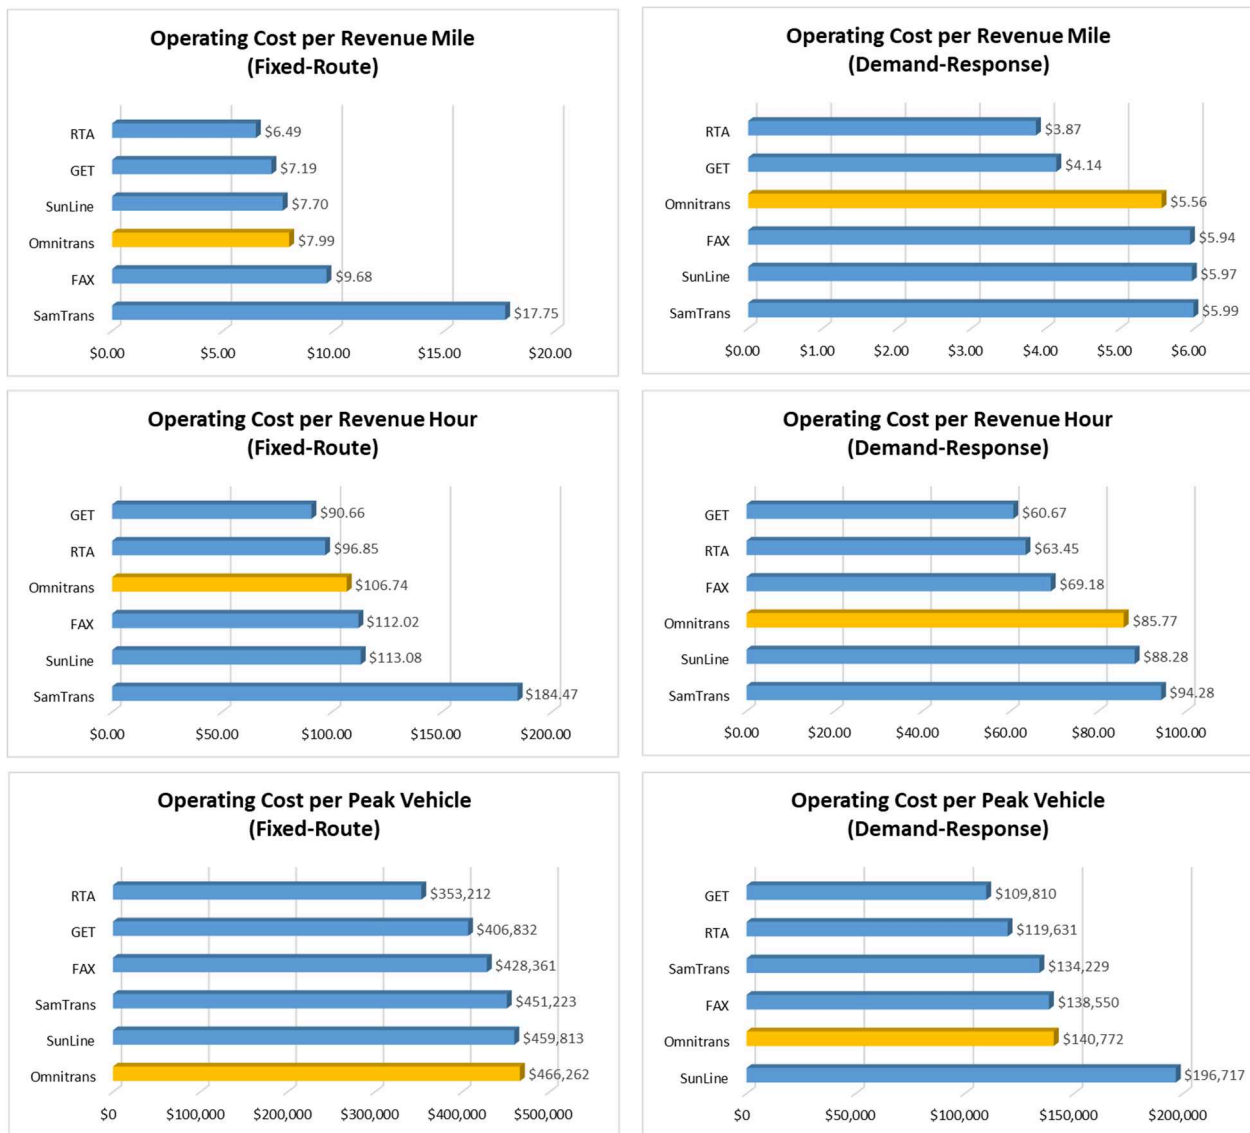 Operating Cost per Revenue Mile
(Fixed-Route)
RTA
$6.49
GET
$7.19
SunLine
$7.70
Omnitrans
$7.99
FAX
$9.68
SamTrans
$17.75
$0.00 $5.00 $10.00 $15.00 $20.00
Operating Cost per Revenue Mile
(Demand-Response)
RTA
$3.87
GET
$4.14
Omnitrans
$5.56
FAX
$5.94
SunLine
$5.97
SamTrans
$5.99
$0.00 $1.00 $2.00 $3.00 $4.00 $5.00 $6.00
Operating Cost per Revenue Hour
(Fixed-Route)
GET
$90.66
RTA
$96.85
Omnitrans
$106.74
FAX
$112.02
SunLine
$113.08
SamTrans
$184.47
$0.00 $50.00 $100.00 $150.00 $200.00
Operating Cost per Revenue Hour
(Demand-Response)
GET
$60.67
RTA
$63.45
FAX
$69.18
Omnitrans
$85.77
SunLine
$88.28
SamTrans
$94.28
$0.00 $20.00 $40.00 $60.00 $80.00 $100.00
Operating Cost per Peak Vehicle
(Fixed-Route)
RTA
$353,212
GET
$406,832
FAX
$428,361
SamTrans
$451,223
SunLine
$459,813
Omnitrans
$466,262
$0 $100,000 $200,000 $300,000 $400,000 $500,000
Operating Cost per Peak Vehicle
(Demand-Response)
GET
$109,810
RTA
$119,631
SamTrans
$134,229
FAX
$138,550
Omnitrans
$140,772
SunLine
$196,717
$0 $50,000 $100,000 $150,000 $200,000